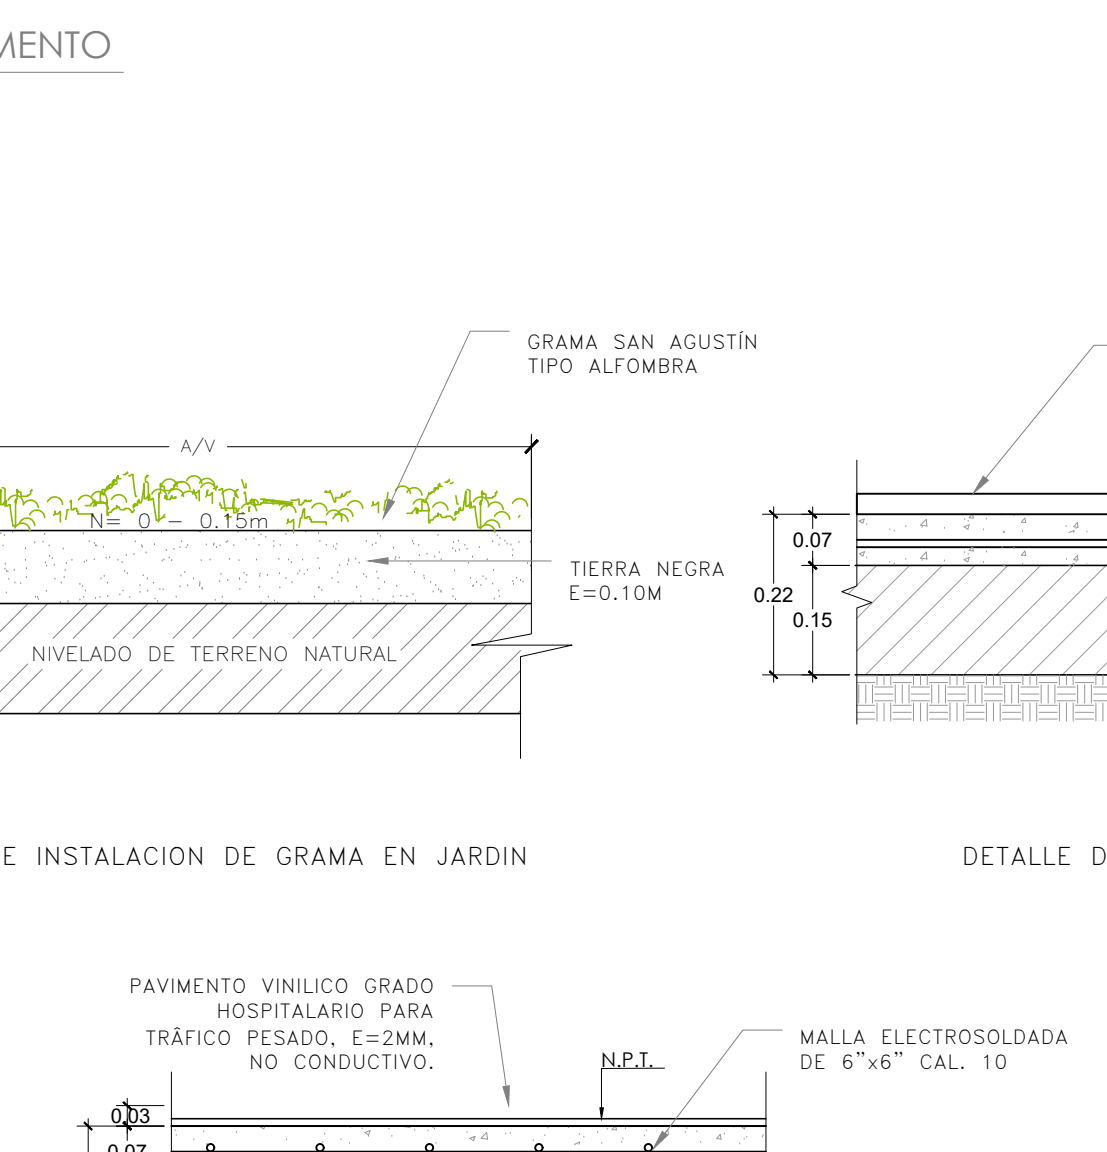 MENTO
GRAMA SAN AGUSTÍN
TIPO ALFOMBRA
A/V
N= 0 - 0.15m
TIERRA NEGRA
E=0.10M
NIVELADO DE TERRENO NATURAL
0.07
0.22
0.15
E INSTALACION DE GRAMA EN JARDIN
DETALLE D
PAVIMENTO VINILICO GRADO
HOSPITALARIO PARA
TRÂFICO PESADO, E=2MM,
NO CONDUCTIVO.
N.P.T.
MALLA ELECTROSOLDADA
DE 6”x6” CAL. 10
0.03
0.07